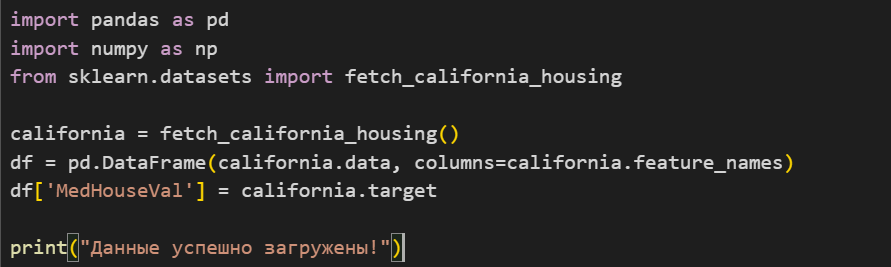 import pandas as pd
import numpy as np
from sklearn.datasets import fetch_california_housing
california = fetch_california_housing()
df = pd.DataFrame(california.data, columns=california.feature_names)
df['MedHouseVal'] = california.target
print("Данные успешно загружены!")